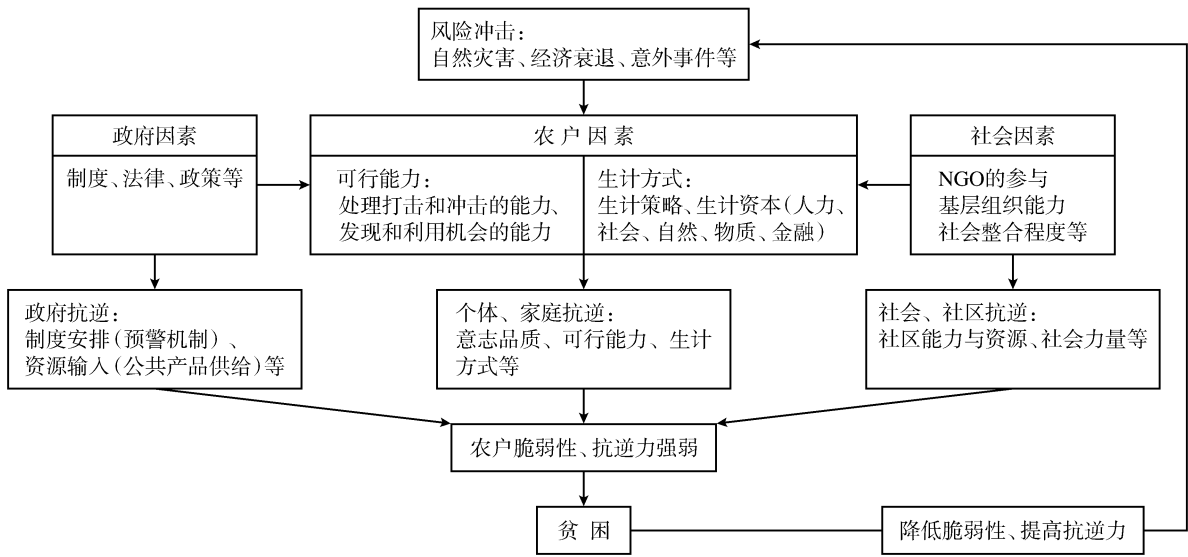 风险冲击：
自然灾害、经济衰退、意外事件等
政府因素
制度、法律、政策等
农户因素
可行能力：
处理打击和冲击的能力、
发现和利用机会的能力
生计方式：
生计策略、生计资本（人力、
社会、自然、物质、金融）
社会因素
NGO的参与
基层组织能力
社会整合程度等
政府抗逆：
制度安排（预警机制）、
资源输入（公共产品供给）等
个体、家庭抗逆：
意志品质、可行能力、生计
方式等
社会、社区抗逆：
社区能力与资源、社会力量等
农户脆弱性、抗逆力强弱
贫困
降低脆弱性、提高抗逆力